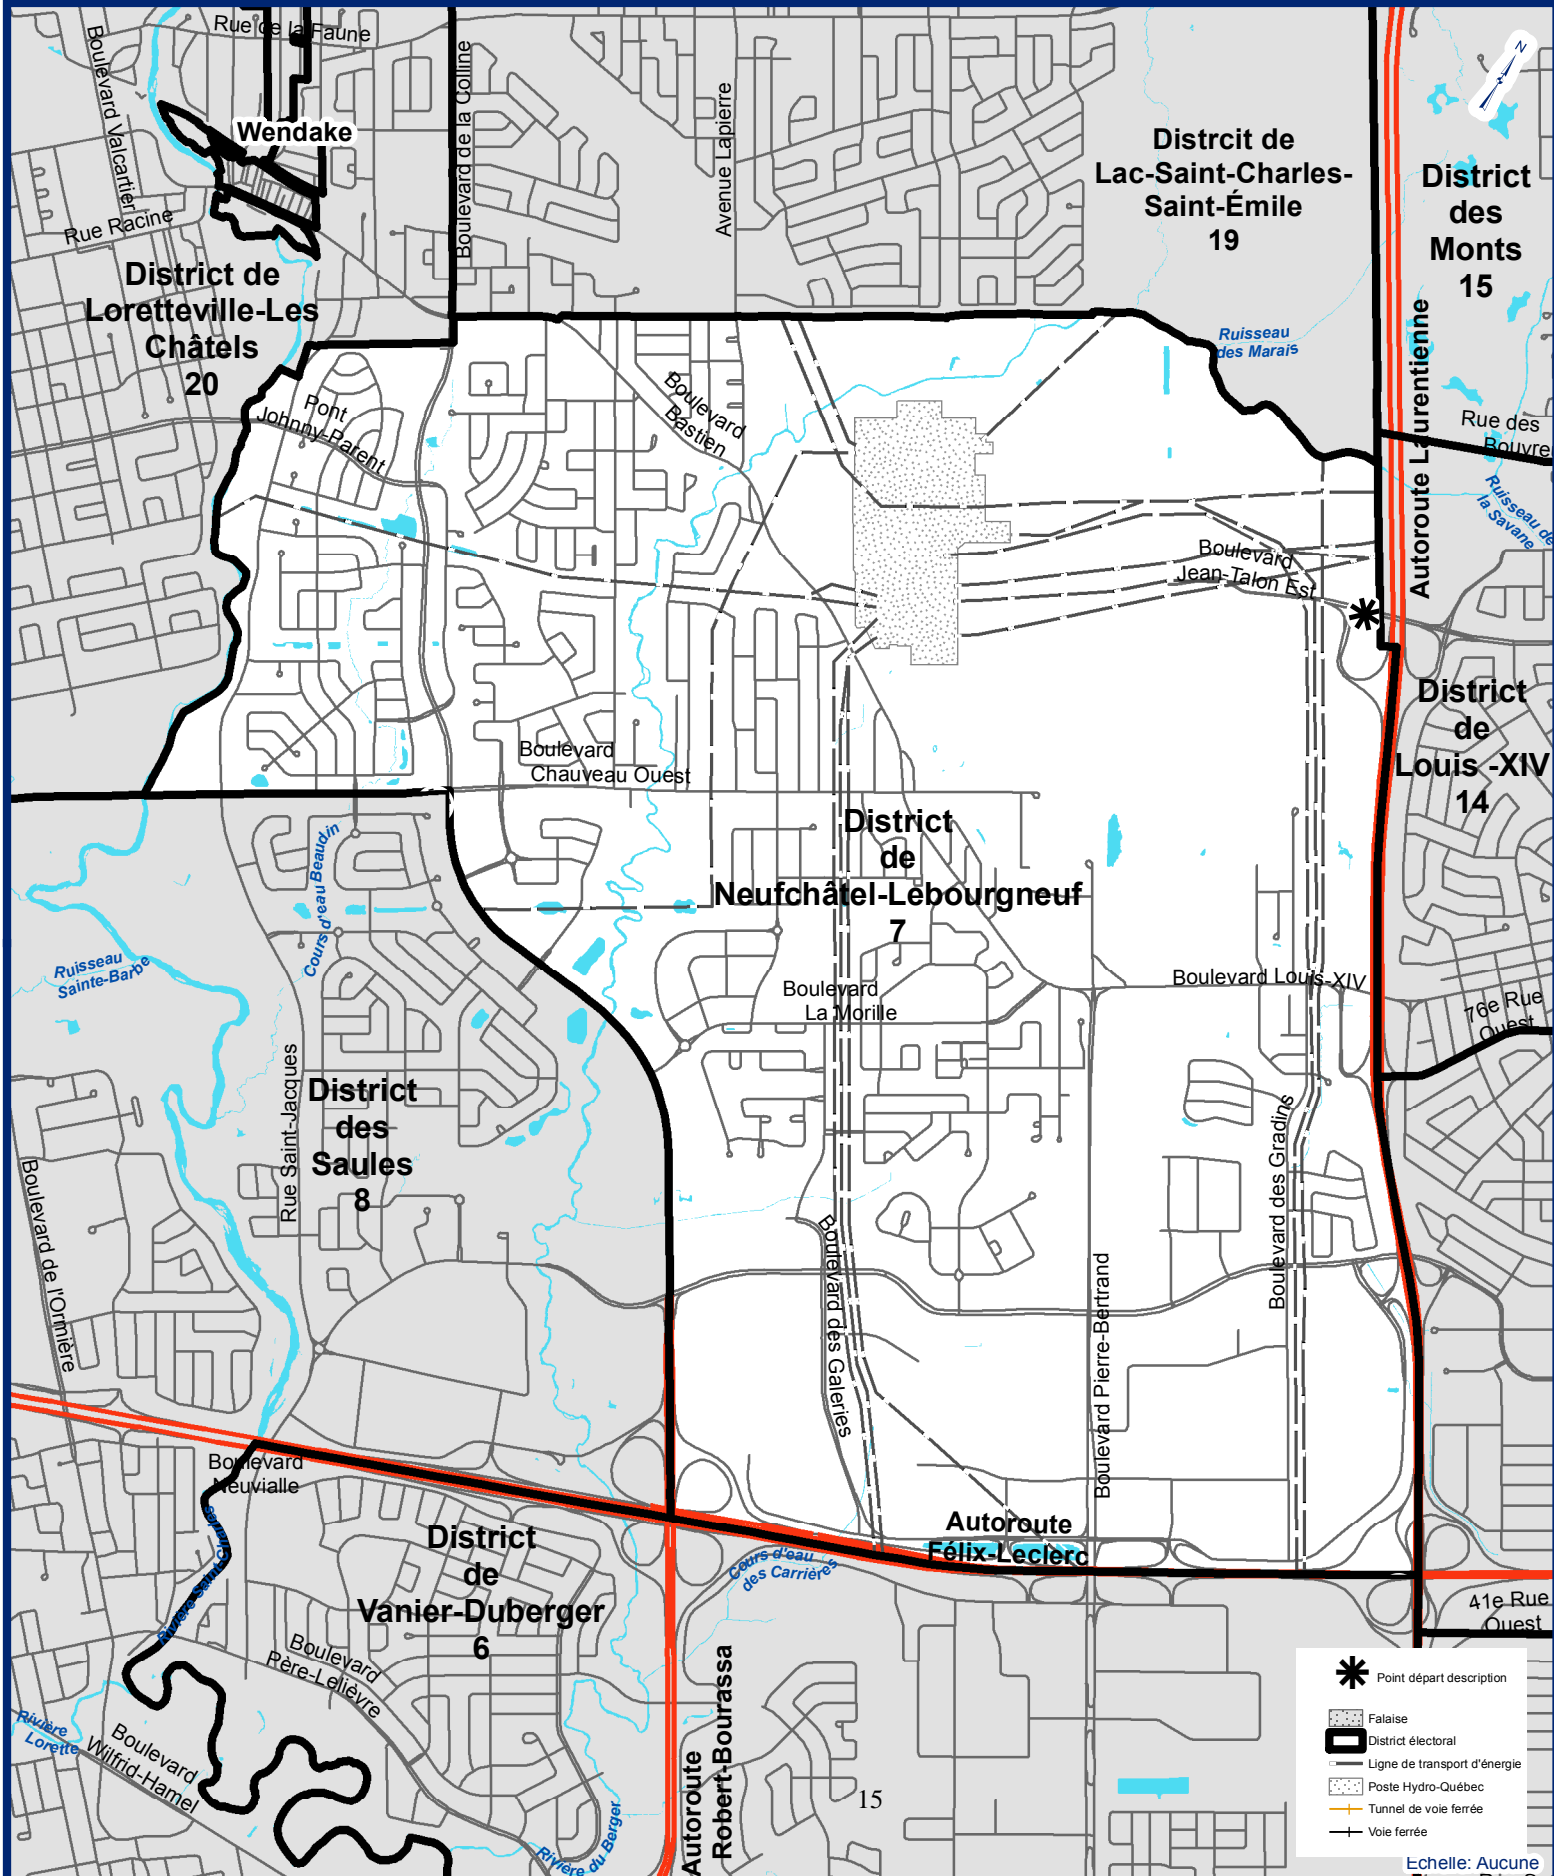 Rue de la Faune
Boulevard Valcartier
Wendake
Boulevard de la Colline
Avenue Lapierre
Rue Racine
District de
Loretteville-Les
Châtels
20
Distrcit de
Lac-Saint-Charles-
Saint-Émile
19
N
District
des
Monts
15
Ruisseau
des Marais
Autoroute Laurentienne
Rue des
Bouvre
Ruisseau de
la Savane
Pont
Johnny-Parent
Boulevard
Bastien
Boulevard
Jean-Talon Est
District
de
Louis -XIV
14
Boulevard
Chauveau Ouest
District
de
Neufchâtel-Lebourgneuf
7
Cours d'eau Beaudin
Ruisseau
Sainte-Barbe
Boulevard
La Morille
Boulevard Louis-XIV
76e Rue
Ouest
Rue Saint-Jacques
District
des
Saules
8
Boulevard de l'Ormière
Boulevard des Galeries
Boulevard Pierre-Bertrand
Boulevard des Gradins
Boulevard
Neuvialle
Rivière Saint-Charles
District
de
Vanier-Duberger
6
Autoroute
Félix-Leclerc
Cours d'eau
des Carrières
41e Rue
Ouest
Boulevard
Père-Lelièvre
Rivière
Lorette
Boulevard
Wilfrid-Hamel
Rivière du Berger
Autoroute
Robert-Bourassa
15
Point départ description
Falaise
District électoral
Ligne de transport d'énergie
Poste Hydro-Québec
Tunnel de voie ferrée
Voie ferrée
Echelle: Aucune